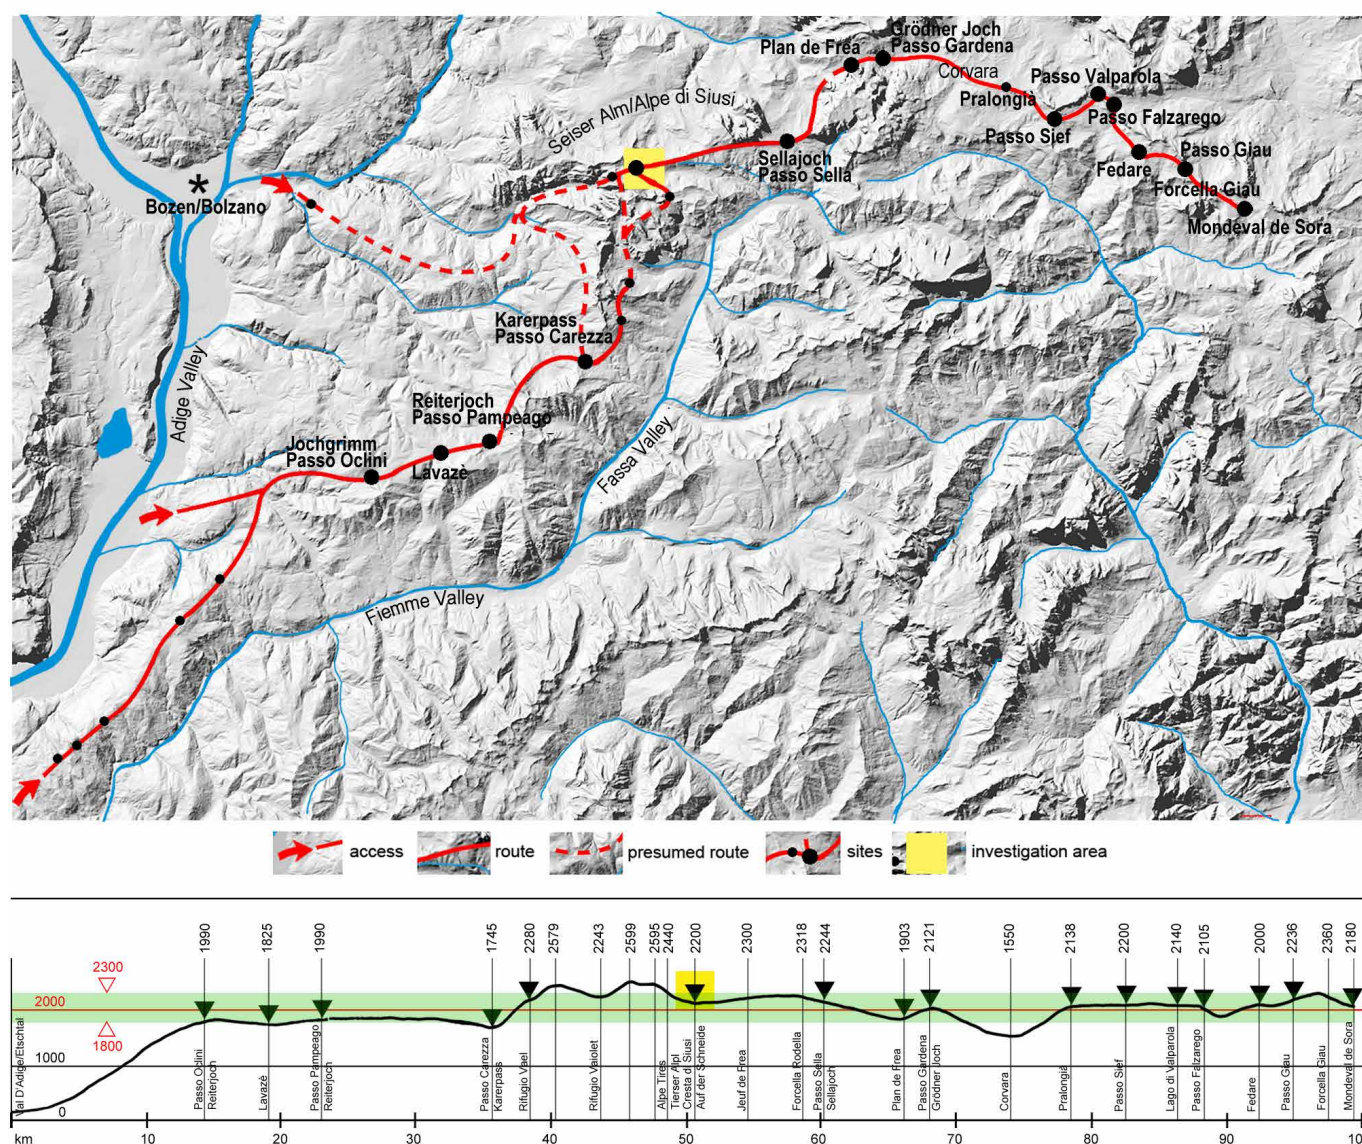 Grödner Joch
Passo Gardena
Plan de Frea
Corvara
Pralongià
Passo Valparola
Passo Falzarego
Passo Sief
Seiser Alm/Alpe di Siusi
Sellajoch
Passo Sella
Fedare
Passo Giau
Forcella Giau
Mondeval de Sora
*
Bozen/Bolzano
Karerpass
Passo Carezza
Adige Valley
Reiterjoch
Passo Pampeago
Jochgrimm
Passo Oclini
Lavazè
Fassa Valley
Fiemme Valley
access
route
presumed route
sites
investigation area
1990
1825
1990
1745
2280
2579
2243
2599
2595
2440
2200
2300
2318
2244
1903
2121
1550
2138
2200
2140
2105
2000
2236
2360
2180
2300
2000
1800
1000
0
Val D'Adige/Etschtal
Passo Oclini
Reiterjoch
Lavazè
Passo Pampeago
Reiterjoch
Passo Carezza
Karerpass
Rifugio Vael
Rifugio Vaiolet
Alpe Tires
Tierser Alpl
Cresta di Siusi
Auf der Schneide
Jeuf de Frea
Forcella Rodella
Passo Sella
Sellajoch
Plan de Frea
Passo Gardena
Grödner Joch
Corvara
Pralongiá
Passo Sief
Lago di Valparola
Passo Falzarego
Fedare
Passo Giau
Forcella Giau
Mondeval de Sora
km
10
20
30
40
50
60
70
80
90